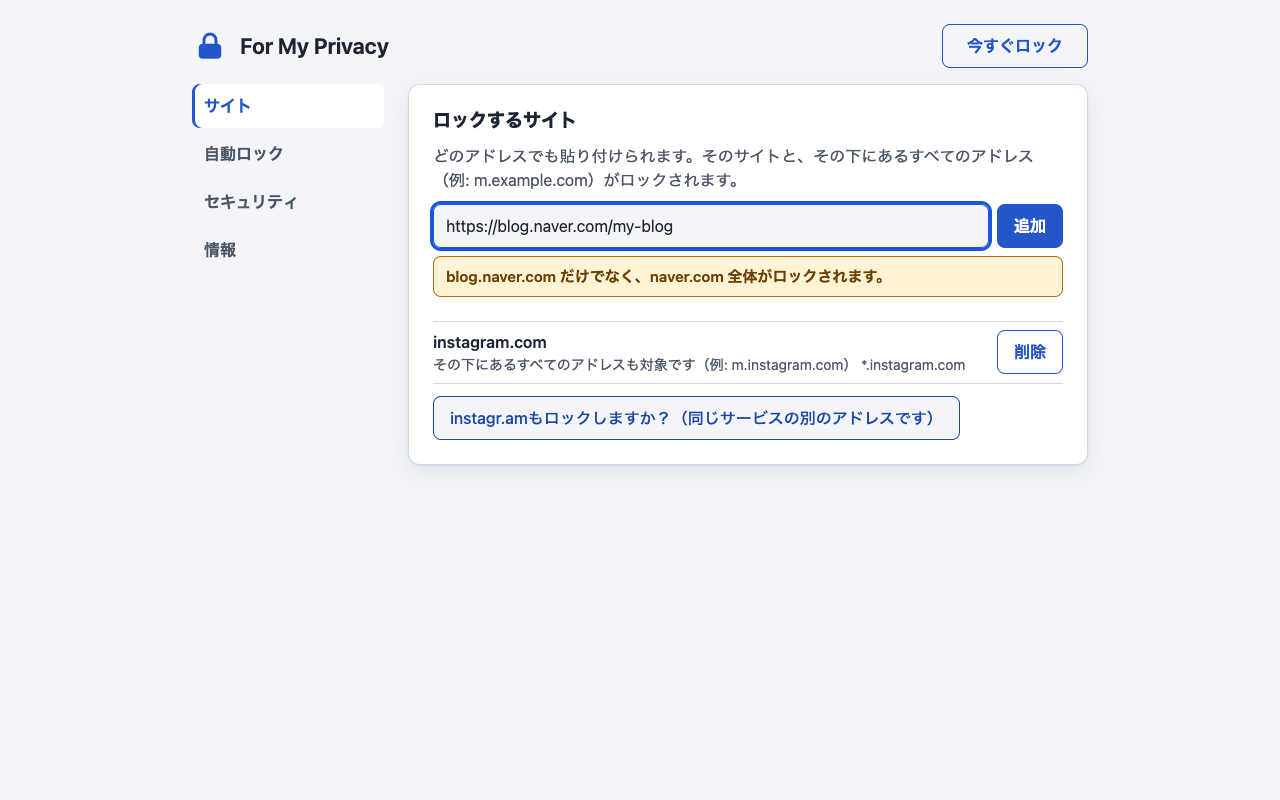 For My Privacy
今すぐロック
サイト
自動ロック
セキュリティ
情報
ロックするサイト
どのアドレスでも貼り付けられます。そのサイトと、その下にあるすべてのアドレス
（例: m.example.com）がロックされます。
https://blog.naver.com/my-blog
追加
blog.naver.com だけでなく、naver.com 全体がロックされます。
instagram.com
その下にあるすべてのアドレスも対象です（例: m.instagram.com） *.instagram.com
削除
instagr.amもロックしますか？（同じサービスの別のアドレスです）